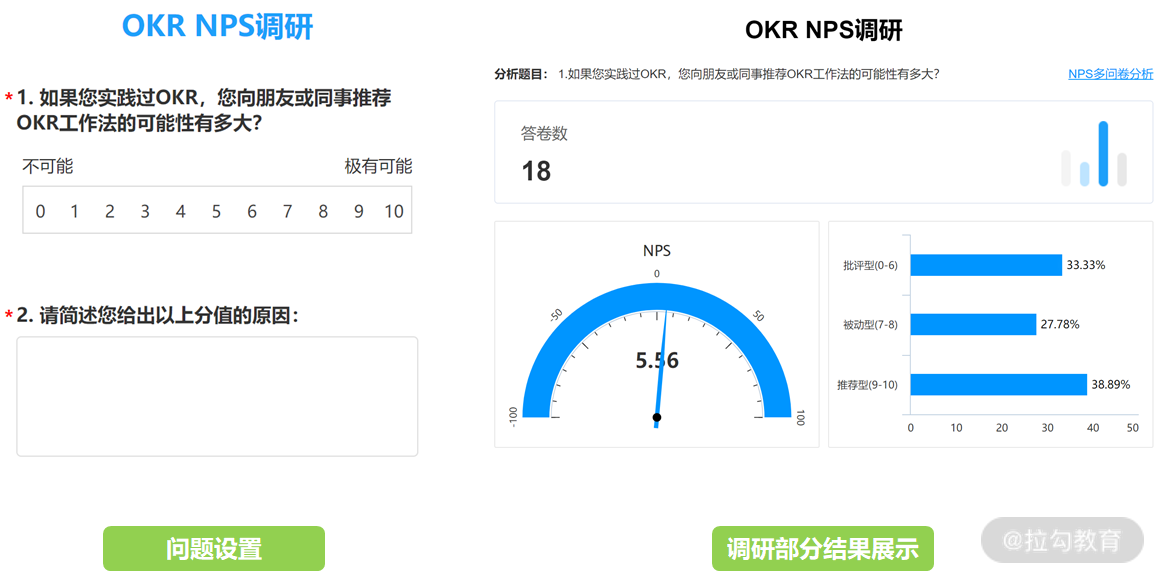 OKR NPS调研
*1. 如果您实践过OKR，您向朋友或同事推荐
OKR工作法的可能性有多大？
不可能 极有可能
0 1 2 3 4 5 6 7 8 9 10
*2. 请简述您给出以上分值的原因：
问题设置
OKR NPS调研
分析题目： 1.如果您实践过OKR，您向朋友或同事推荐OKR工作法的可能性有多大？
NPS多问卷分析
答卷数
18
NPS
0
-50
50
5.56
-100
100
批评型(0-6) 33.33%
被动型(7-8) 27.78%
推荐型(9-10) 38.89%
0 10 20 30 40 50
调研部分结果展示
@拉勾教育